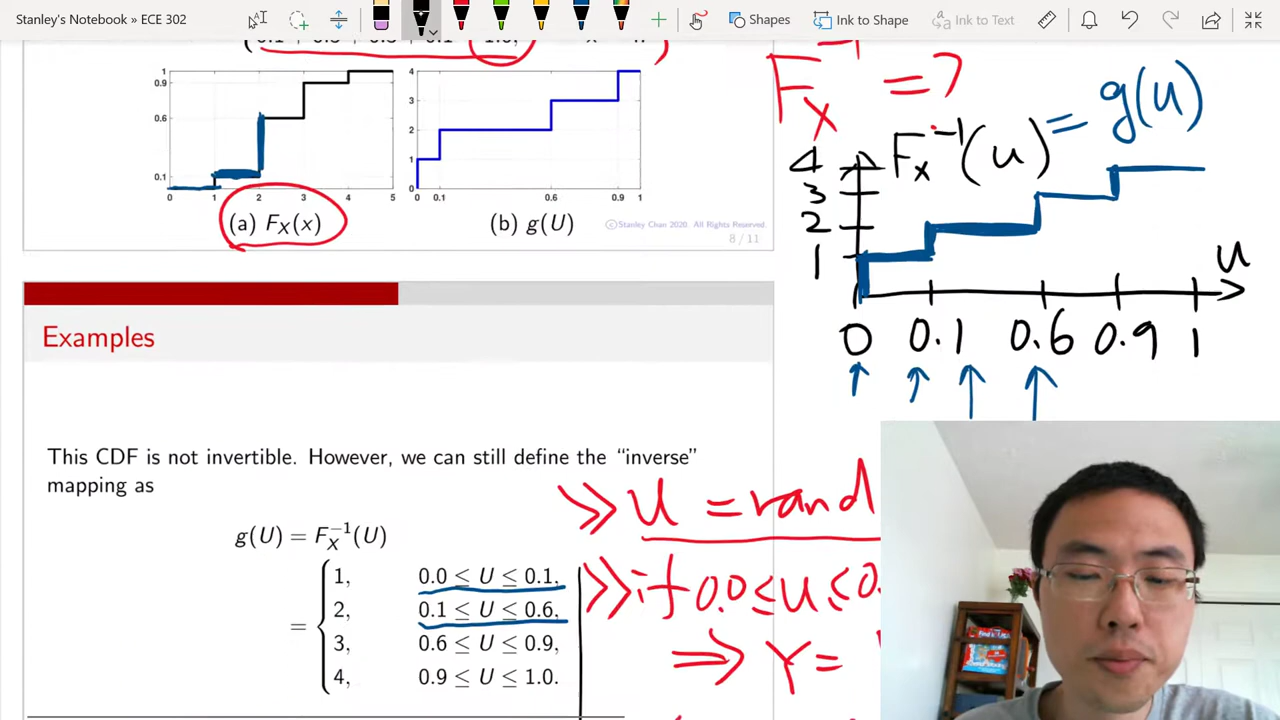 Stanley's Notebook » ECE 302
Shapes
Ink to Shape
Ink to Text
1
0.9
0.6
0.1
0 1 2 3 4 5
(a) F_X(x)
4
3
2
1
0
0 0.1 0.6 0.9 1
(b) g(U)
©Stanley Chan 2020. All Rights Reserved.
8 / 11
F_X^-1 = ?
F_X^-1(u) = g(u)
4
3
2
1
u
0 0.1 0.6 0.9 1
Examples
This CDF is not invertible. However, we can still define the “inverse”
mapping as
g(U) = F_X^-1(U)
= { 1, 0.0 ≤ U ≤ 0.1,
2, 0.1 ≤ U ≤ 0.6,
3, 0.6 ≤ U ≤ 0.9,
4, 0.9 ≤ U ≤ 1.0.
>> u = rand
>> if 0.0 ≤ u ≤ 0.
⇒ Y =